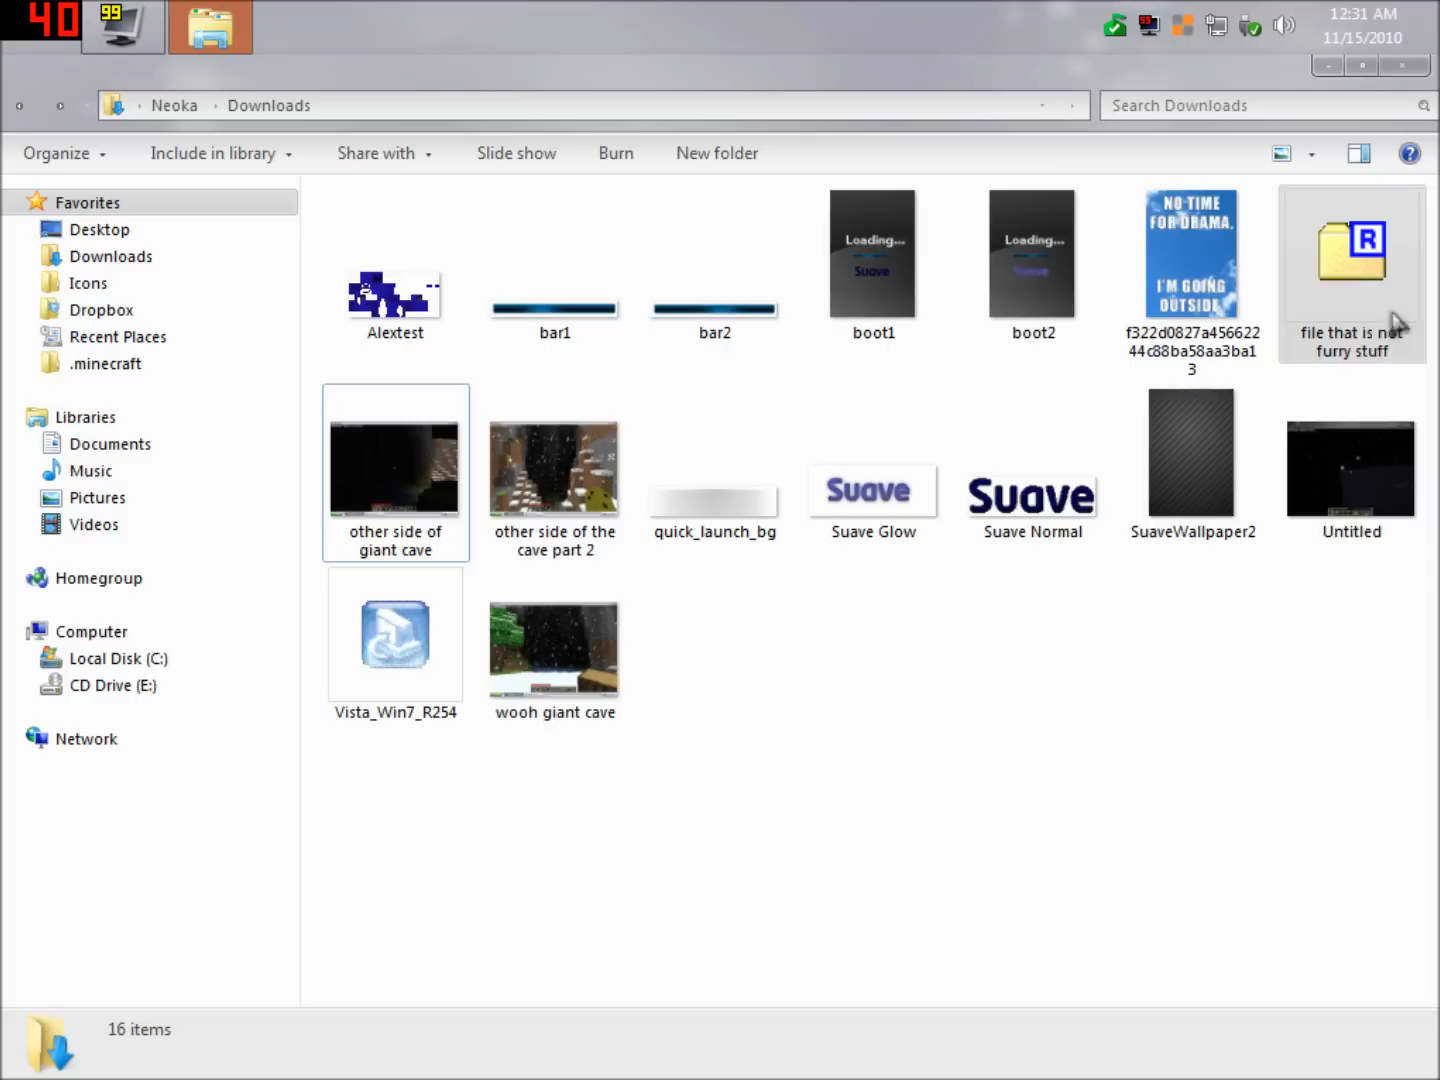 40
99
12:31 AM
11/15/2010
Neoka
Downloads
Search Downloads
Organize
Include in library
Share with
Slide show
Burn
New folder
Favorites
Desktop
Downloads
Icons
Dropbox
Recent Places
.minecraft
Libraries
Documents
Music
Pictures
Videos
Homegroup
Computer
Local Disk (C:)
CD Drive (E:)
Network
Alextest
bar1
bar2
Loading...
Suave
boot1
Loading...
Suave
boot2
NO TIME
FOR DRAMA.
I'M GOING
OUTSIDE.
f322d0827a456622
44c88ba58aa3ba1
3
R
file that is not
furry stuff
other side of
giant cave
other side of the
cave part 2
quick_launch_bg
Suave
Suave Glow
Suave
Suave Normal
SuaveWallpaper2
Untitled
Vista_Win7_R254
wooh giant cave
16 items